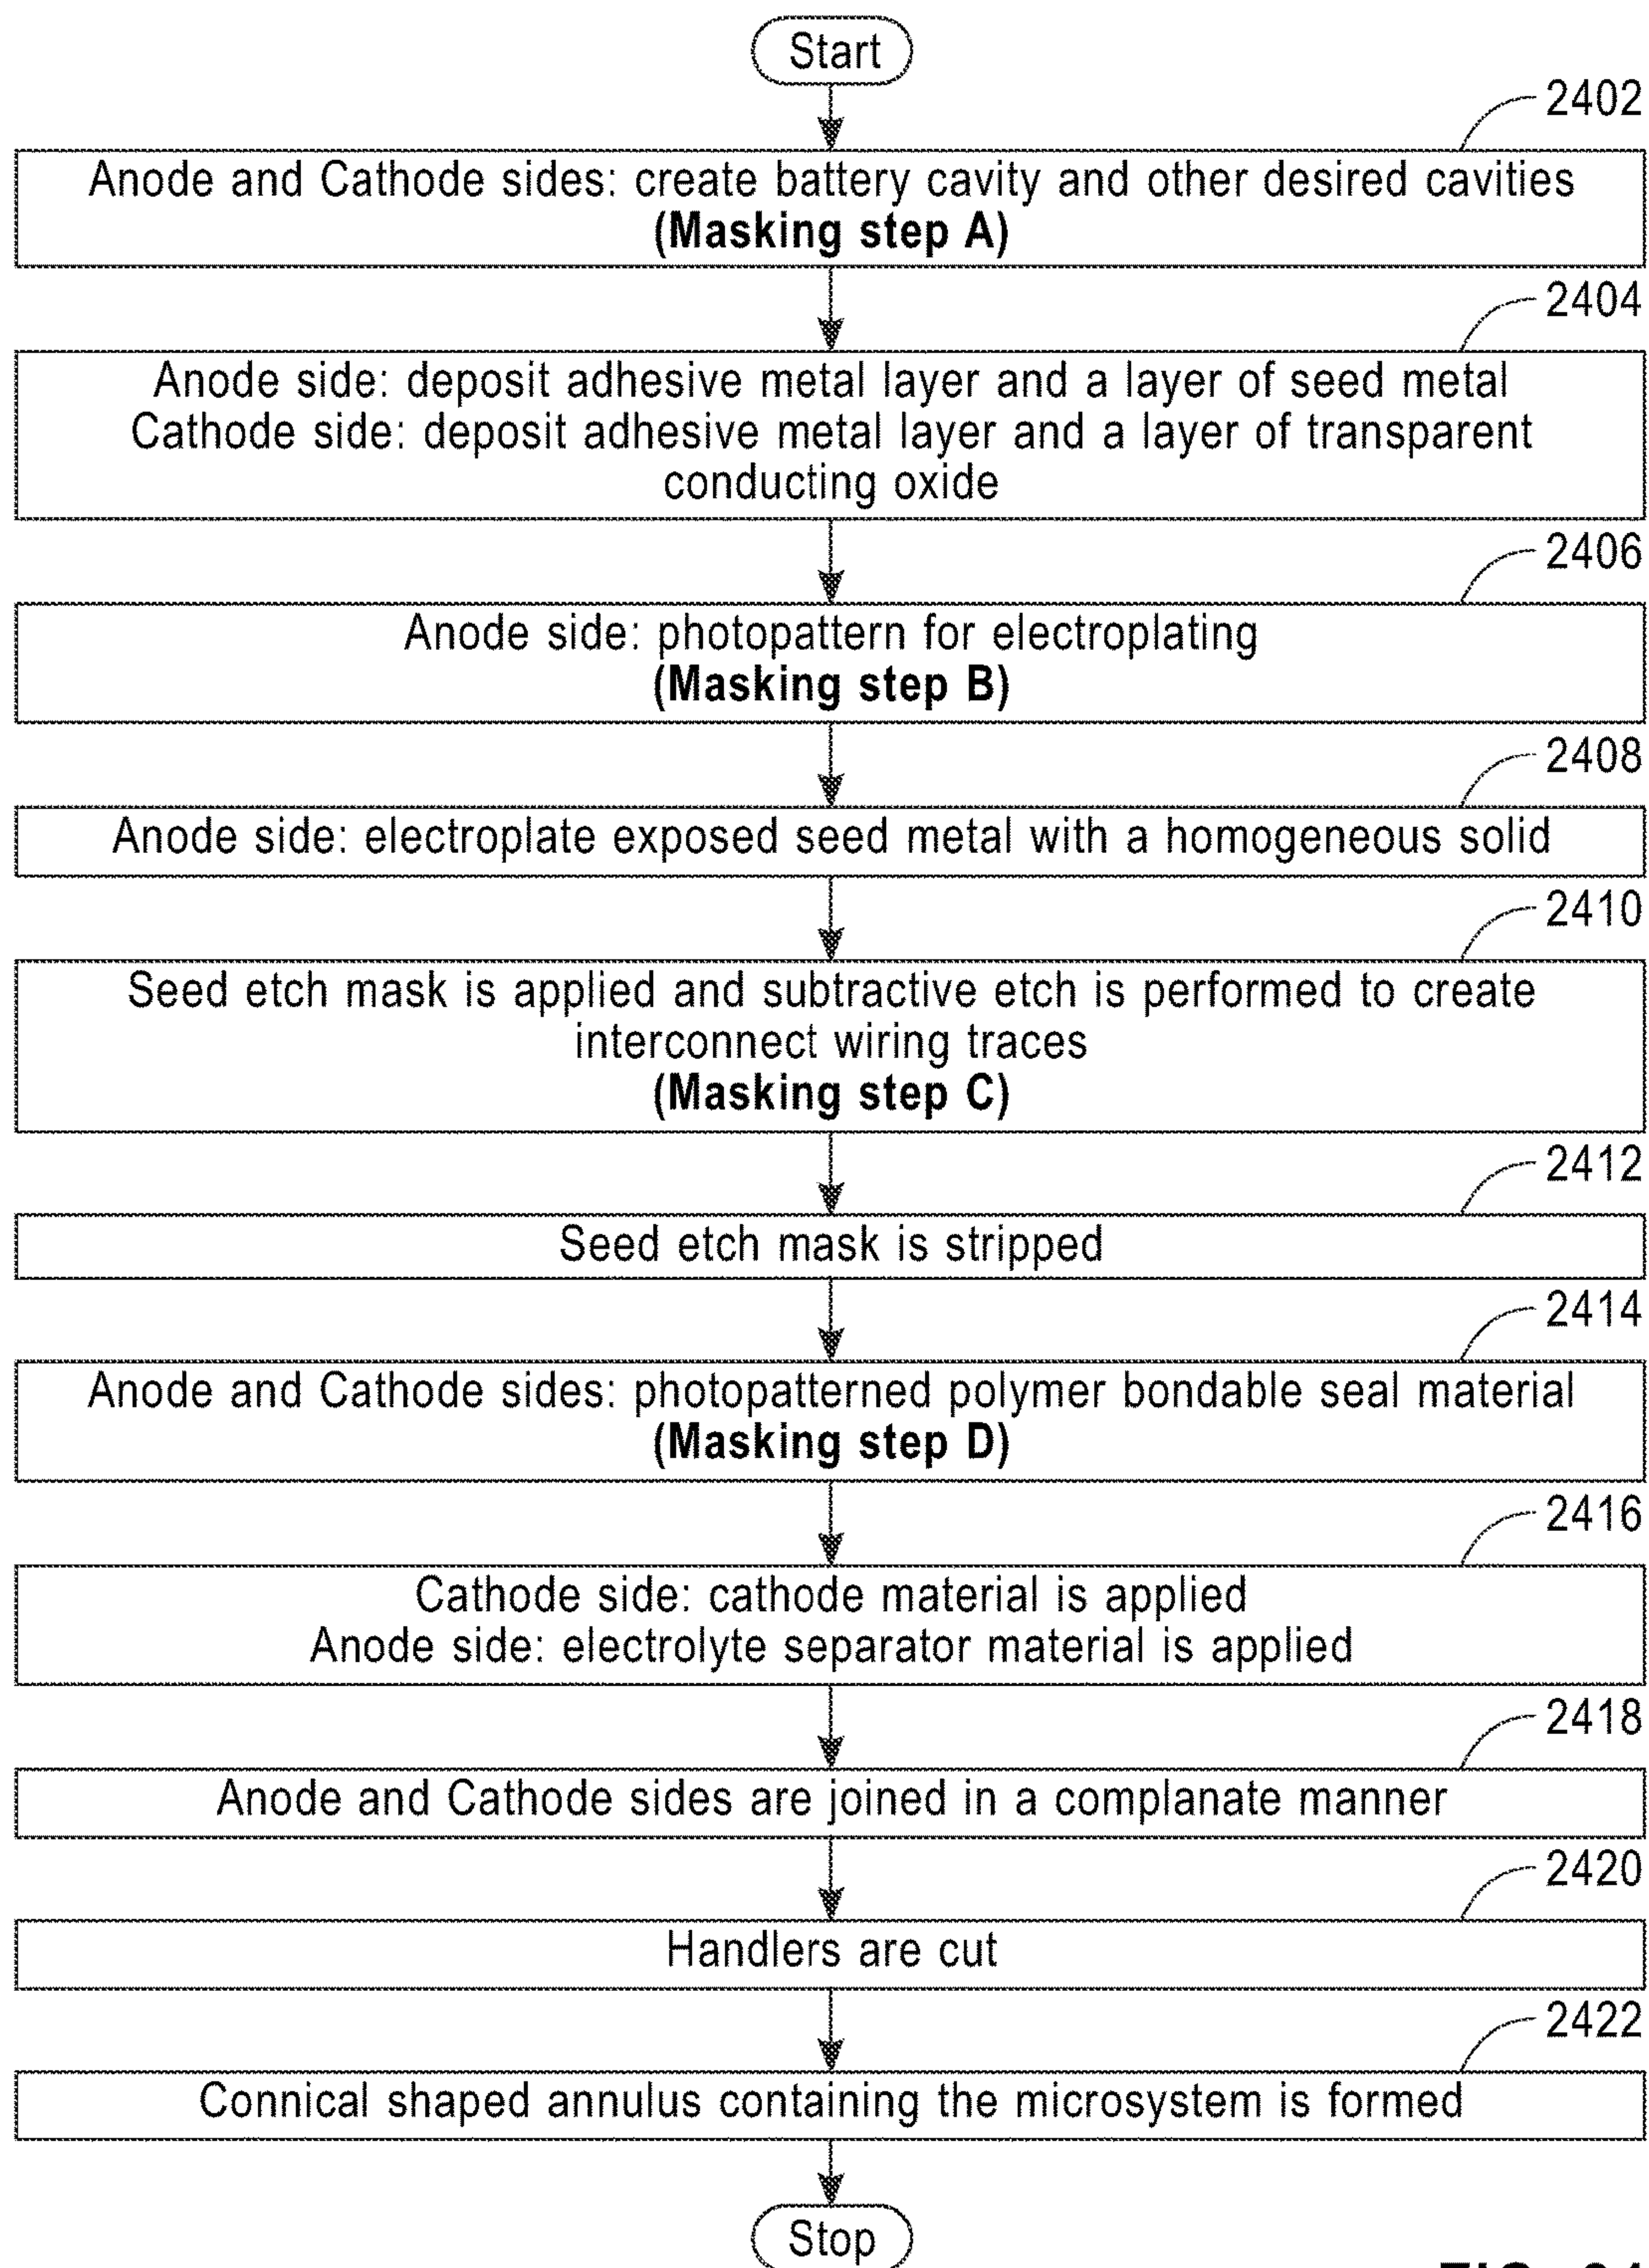 Start
2402
Anode and Cathode sides: create battery cavity and other desired cavities
(Masking step A)
2404
Anode side: deposit adhesive metal layer and a layer of seed metal
Cathode side: deposit adhesive metal layer and a layer of transparent
conducting oxide
2406
Anode side: photopattern for electroplating
(Masking step B)
2408
Anode side: electroplate exposed seed metal with a homogeneous solid
2410
Seed etch mask is applied and subtractive etch is performed to create
interconnect wiring traces
(Masking step C)
2412
Seed etch mask is stripped
2414
Anode and Cathode sides: photopatterned polymer bondable seal material
(Masking step D)
2416
Cathode side: cathode material is applied
Anode side: electrolyte separator material is applied
2418
Anode and Cathode sides are joined in a complanate manner
2420
Handlers are cut
2422
Connical shaped annulus containing the microsystem is formed
Stop